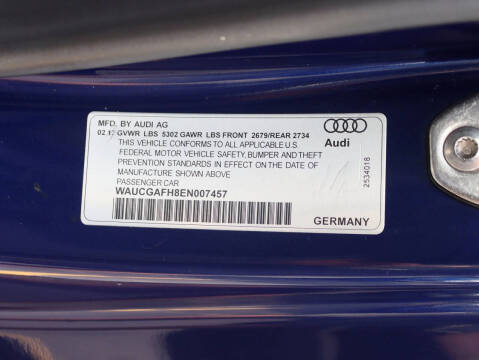 MFD. BY AUDI AG
GVWR LBS 5302 GAWR LBS FRONT 2679/REAR 2734
THIS VEHICLE CONFORMS TO ALL APPLICABLE U.S.
FEDERAL MOTOR VEHICLE SAFETY, BUMPER AND THEFT
PREVENTION STANDARDS IN EFFECT ON THE DATE OF
MANUFACTURE SHOWN ABOVE
PASSENGER CAR
WAUCGAFH8EN007457
Audi
2534018
GERMANY